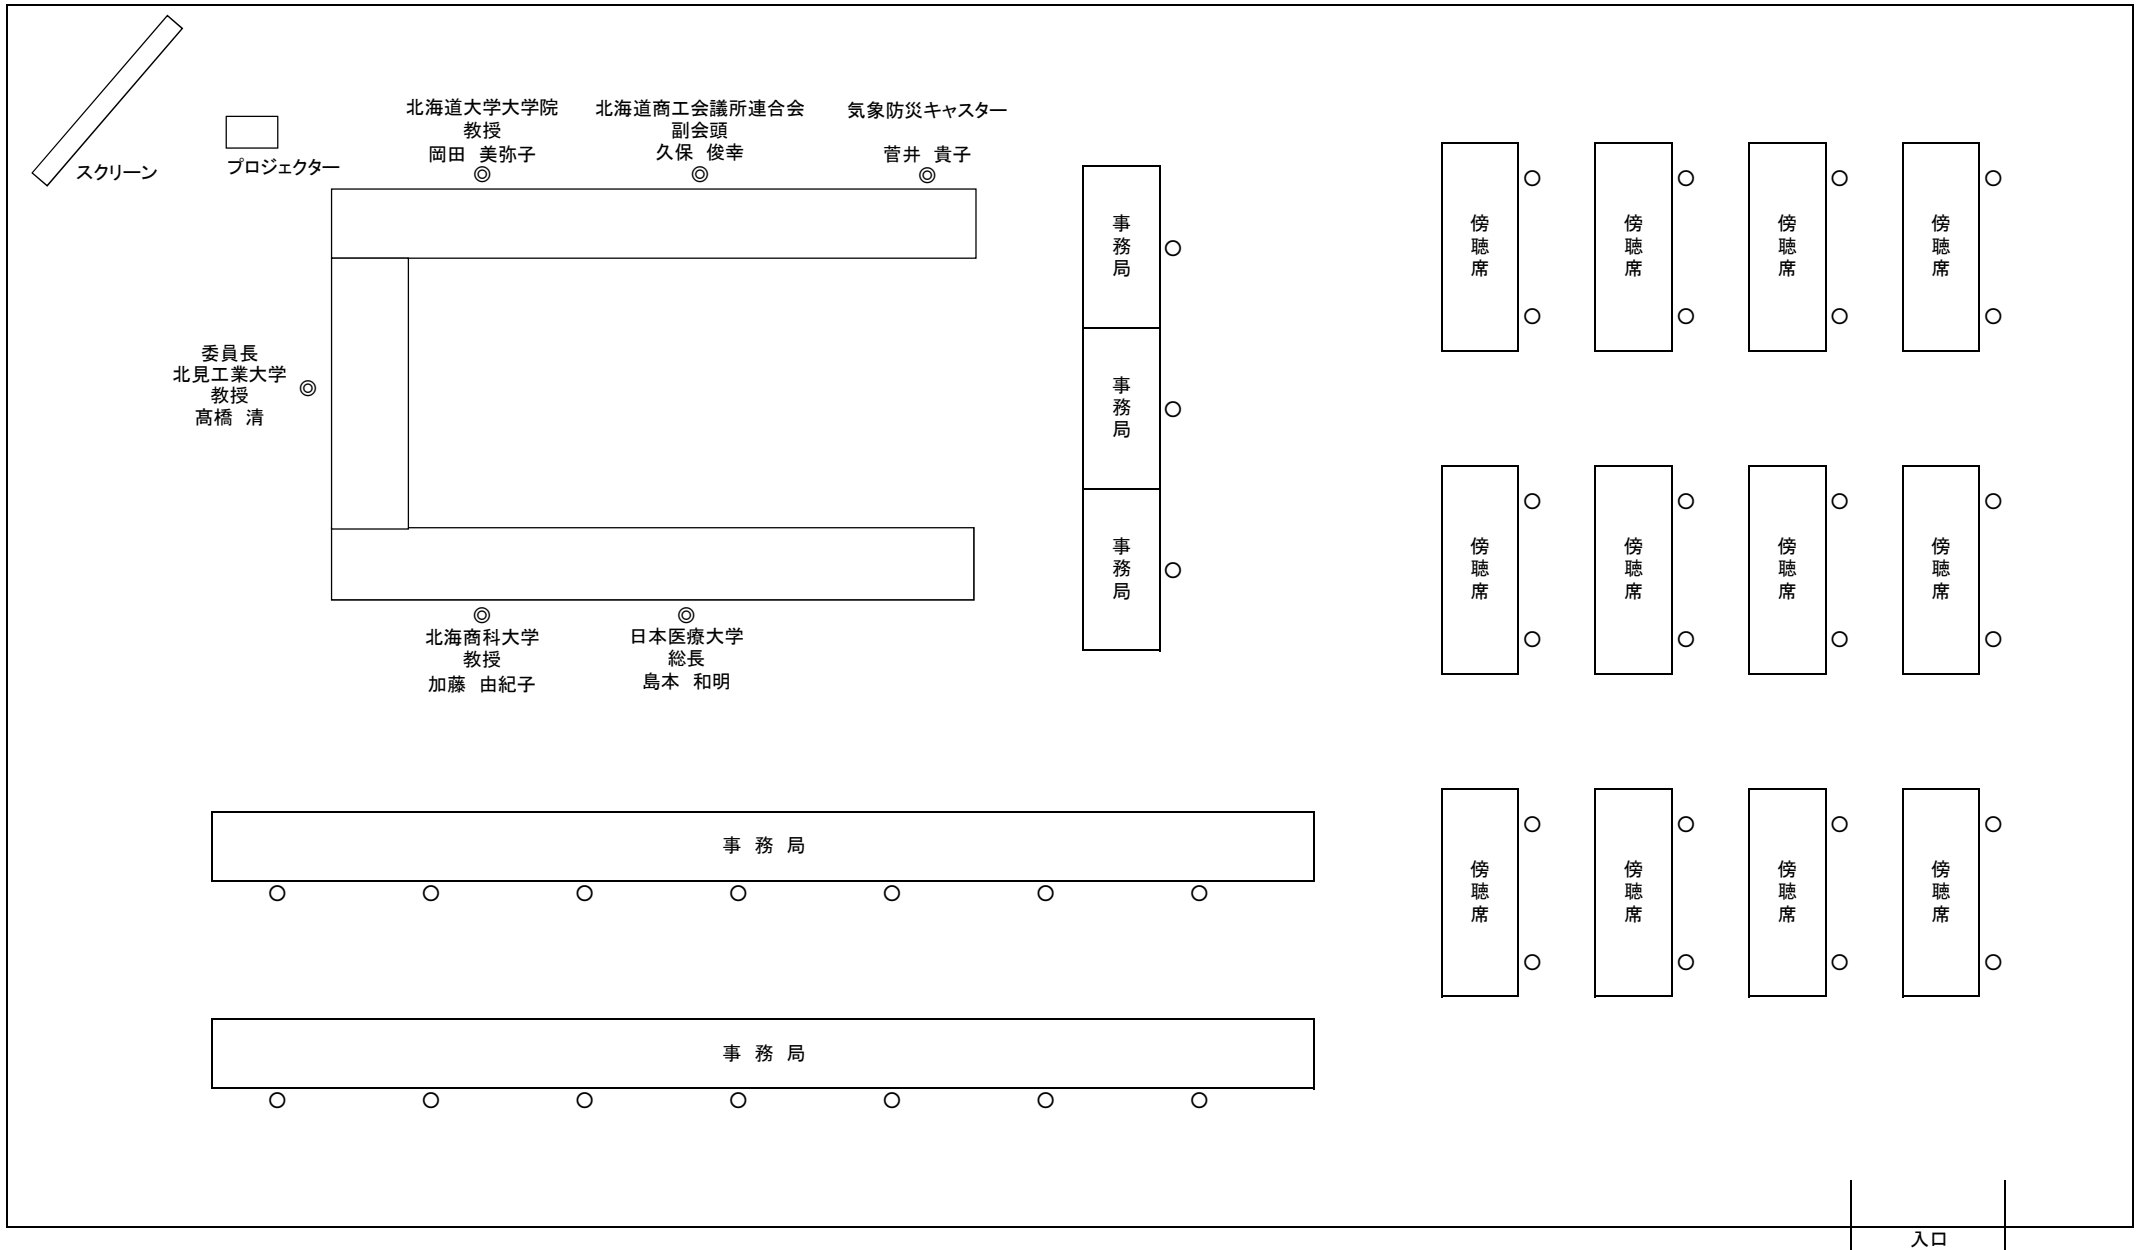 スクリーン
プロジェクター
北海道大学大学院
教授
岡田　美弥子
北海道商工会議所連合会
副会頭
久保　俊幸
気象防災キャスター
菅井　貴子
委員長
北見工業大学
教授
髙橋　清
北海商科大学
教授
加藤　由紀子
日本医療大学
総長
島本　和明
事務局
事務局
事務局
傍聴席
傍聴席
傍聴席
傍聴席
傍聴席
傍聴席
傍聴席
傍聴席
傍聴席
傍聴席
傍聴席
傍聴席
事　務　局
事　務　局
入口